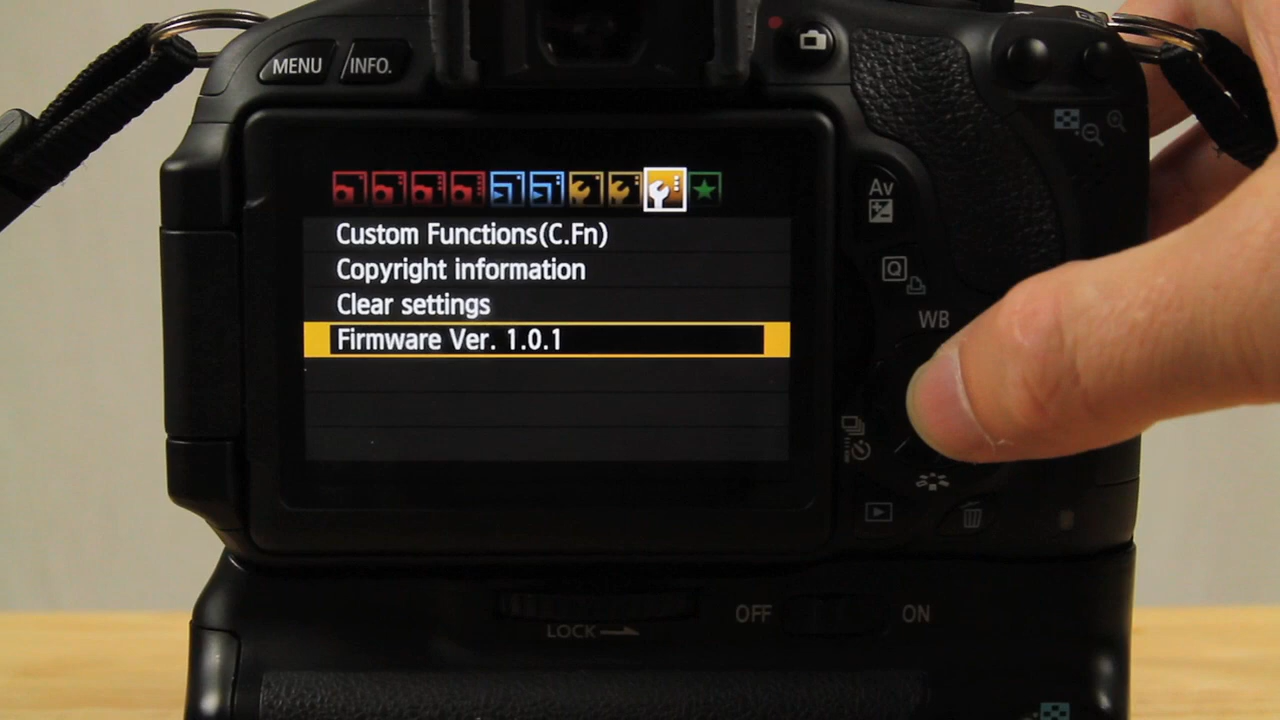 MENU
INFO.
Custom Functions(C.Fn)
Copyright information
Clear settings
Firmware Ver. 1.0.1
Av
Q
WB
OFF
ON
LOCK